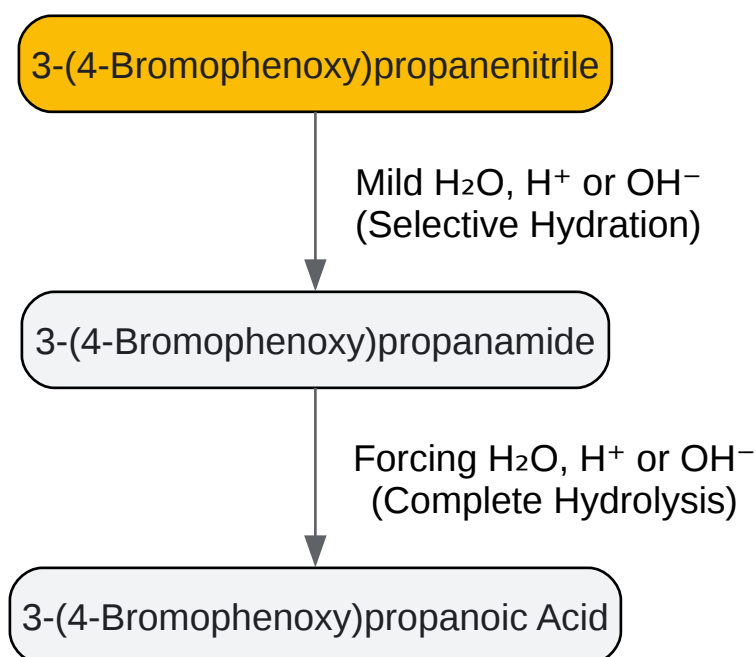 3-(4-Bromophenoxy)propanenitrile
Mild H₂O, H⁺ or OH⁻
(Selective Hydration)
3-(4-Bromophenoxy)propanamide
Forcing H₂O, H⁺ or OH⁻
(Complete Hydrolysis)
3-(4-Bromophenoxy)propanoic Acid